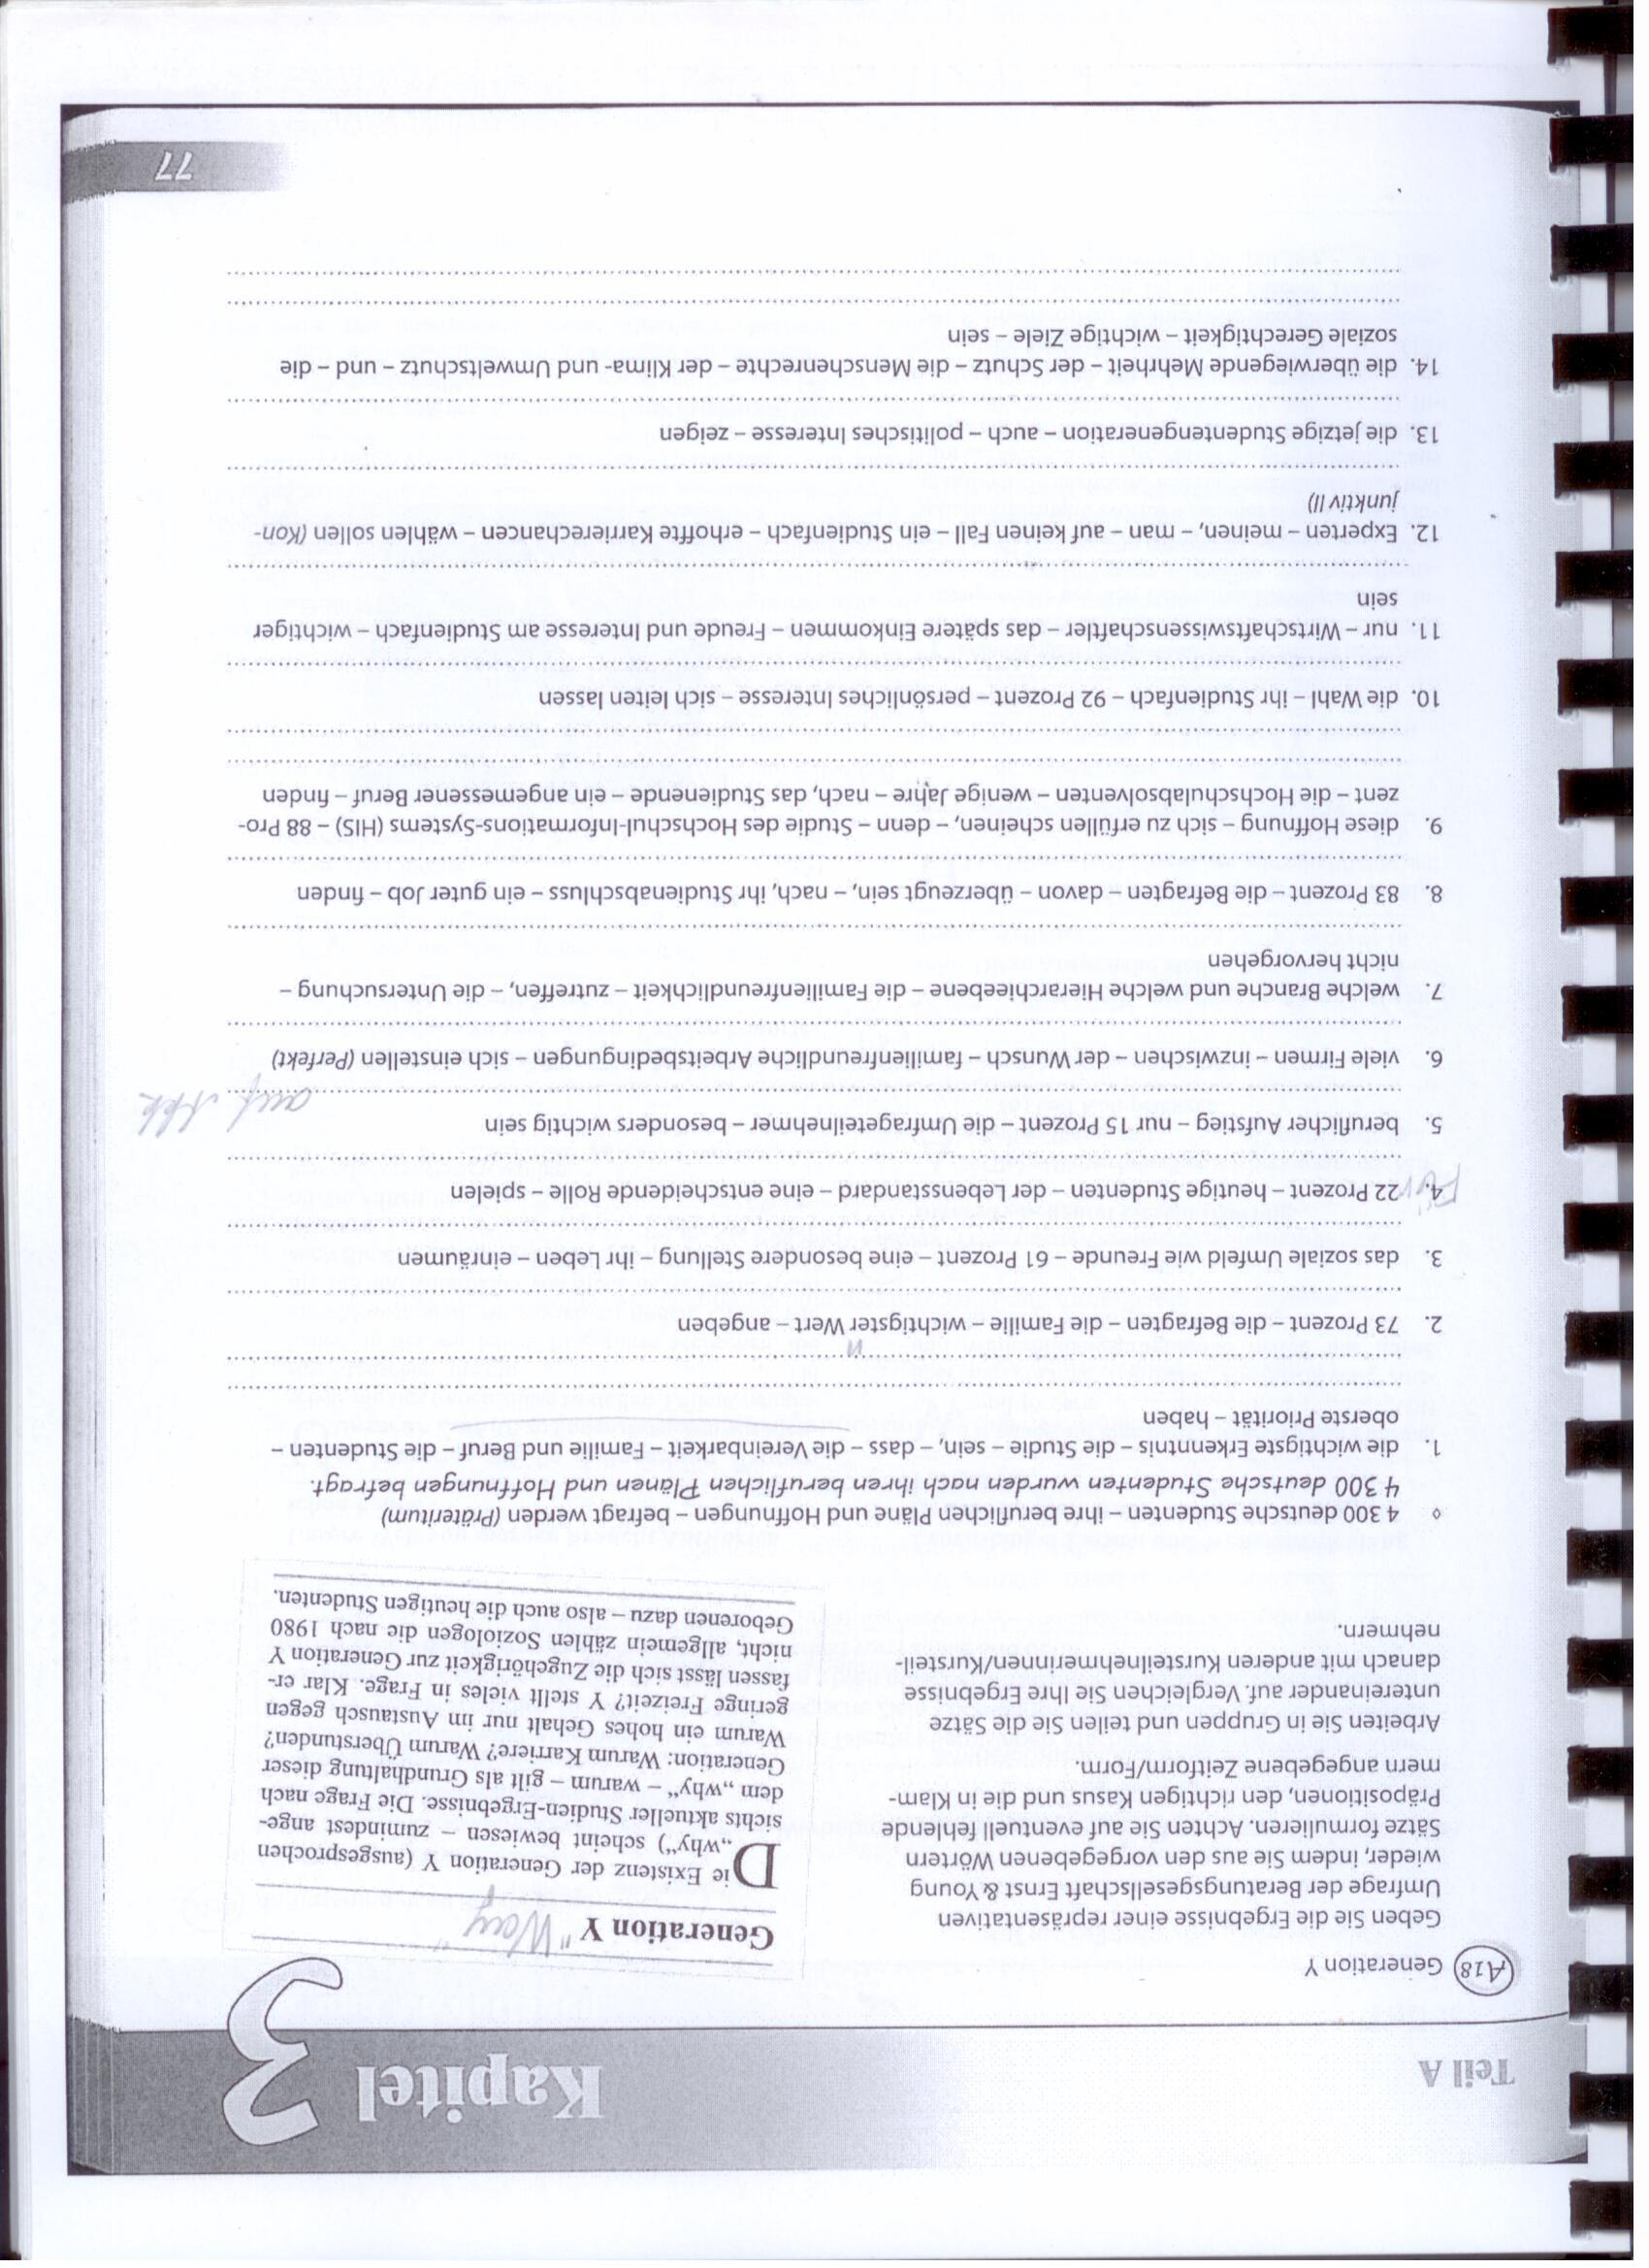 Teil A
Kapitel 3
A18 Generation Y
Geben Sie die Ergebnisse einer repräsentativen
Umfrage der Beratungsgesellschaft Ernst & Young
wieder, indem Sie aus den vorgegebenen Wörtern
Sätze formulieren. Achten Sie auf eventuell fehlende
Präpositionen, den richtigen Kasus und die in Klam-
mern angegebene Zeitform/Form.
Arbeiten Sie in Gruppen und teilen Sie die Sätze
untereinander auf. Vergleichen Sie Ihre Ergebnisse
danach mit anderen Kursteilnehmerinnen/Kursteil-
nehmern.
Generation Y "Way"
Die Existenz der Generation Y (ausgesprochen
„why“) scheint bewiesen – zumindest ange-
sichts aktueller Studien-Ergebnisse. Die Frage nach
dem „why“ – warum – gilt als Grundhaltung dieser
Generation: Warum Karriere? Warum Überstunden?
Warum ein hohes Gehalt nur im Austausch gegen
geringe Freizeit? Y stellt vieles in Frage. Klar er-
fassen lässt sich die Zugehörigkeit zur Generation Y
nicht, allgemein zählen Soziologen die nach 1980
Geborenen dazu – also auch die heutigen Studenten.
◊ 4 300 deutsche Studenten – ihre beruflichen Pläne und Hoffnungen – befragt werden (Präteritum)
4 300 deutsche Studenten wurden nach ihren beruflichen Plänen und Hoffnungen befragt.
1. die wichtigste Erkenntnis – die Studie – sein, – dass – die Vereinbarkeit – Familie und Beruf – die Studenten –
oberste Priorität – haben
n
2. 73 Prozent – die Befragten – die Familie – wichtigster Wert – angeben
3. das soziale Umfeld wie Freunde – 61 Prozent – eine besondere Stellung – ihr Leben – einräumen
Für
4. 22 Prozent – heutige Studenten – der Lebensstandard – eine entscheidende Rolle – spielen
5. beruflicher Aufstieg – nur 15 Prozent – die Umfrageteilnehmer – besonders wichtig sein
auf Akk
6. viele Firmen – inzwischen – der Wunsch – familienfreundliche Arbeitsbedingungen – sich einstellen (Perfekt)
7. welche Branche und welche Hierarchieebene – die Familienfreundlichkeit – zutreffen, – die Untersuchung –
nicht hervorgehen
8. 83 Prozent – die Befragten – davon – überzeugt sein, – nach, ihr Studienabschluss – ein guter Job – finden
9. diese Hoffnung – sich zu erfüllen scheinen, – denn – Studie des Hochschul-Informations-Systems (HIS) – 88 Pro-
zent – die Hochschulabsolventen – wenige Jahre – nach, das Studienende – ein angemessener Beruf – finden
10. die Wahl – ihr Studienfach – 92 Prozent – persönliches Interesse – sich leiten lassen
11. nur – Wirtschaftswissenschaftler – das spätere Einkommen – Freude und Interesse am Studienfach – wichtiger
sein
12. Experten – meinen, – man – auf keinen Fall – ein Studienfach – erhoffte Karrierechancen – wählen sollen (Kon-
junktiv II)
13. die jetzige Studentengeneration – auch – politisches Interesse – zeigen
14. die überwiegende Mehrheit – der Schutz – die Menschenrechte – der Klima- und Umweltschutz – und – die
soziale Gerechtigkeit – wichtige Ziele – sein
77